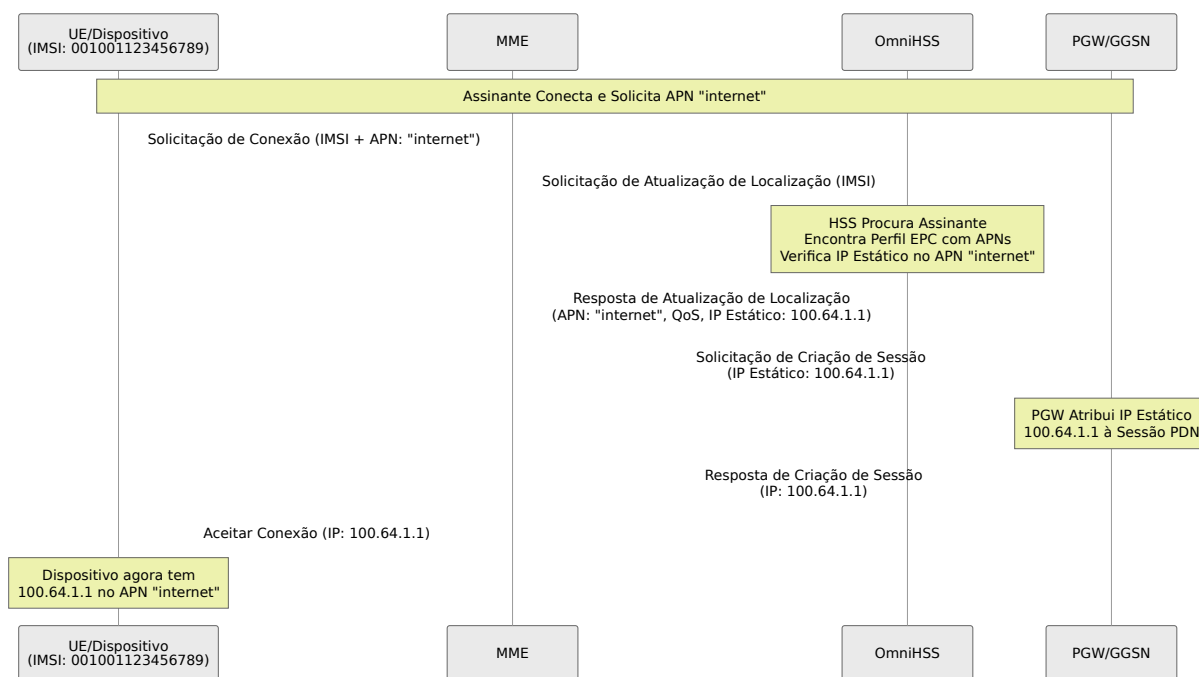 UE/Dispositivo
(IMSI: 001001123456789)
MME
OmniHSS
PGW/GGSN
Assinante Conecta e Solicita APN "internet"
Solicitação de Conexão (IMSI + APN: "internet")
Solicitação de Atualização de Localização (IMSI)
HSS Procura Assinante
Encontra Perfil EPC com APNs
Verifica IP Estático no APN "internet"
Resposta de Atualização de Localização
(APN: "internet", QoS, IP Estático: 100.64.1.1)
Solicitação de Criação de Sessão
(IP Estático: 100.64.1.1)
PGW Atribui IP Estático
100.64.1.1 à Sessão PDN
Resposta de Criação de Sessão
(IP: 100.64.1.1)
Aceitar Conexão (IP: 100.64.1.1)
Dispositivo agora tem
100.64.1.1 no APN "internet"
UE/Dispositivo
(IMSI: 001001123456789)
MME
OmniHSS
PGW/GGSN